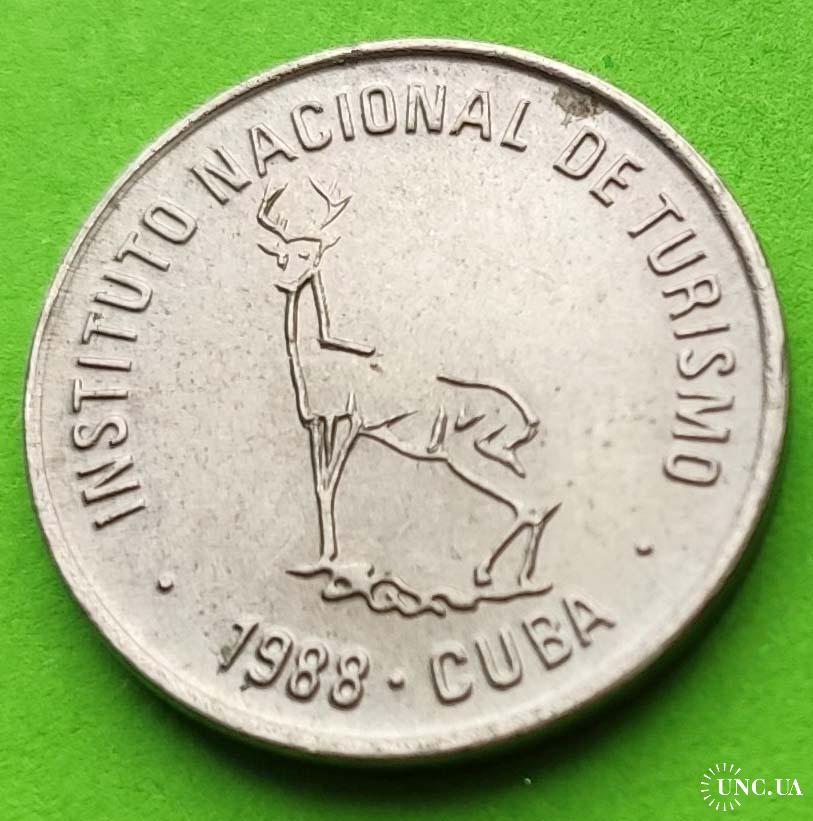 INSTITUTO NACIONAL DE TURISMO
· 1988 · CUBA ·
UNC.UA